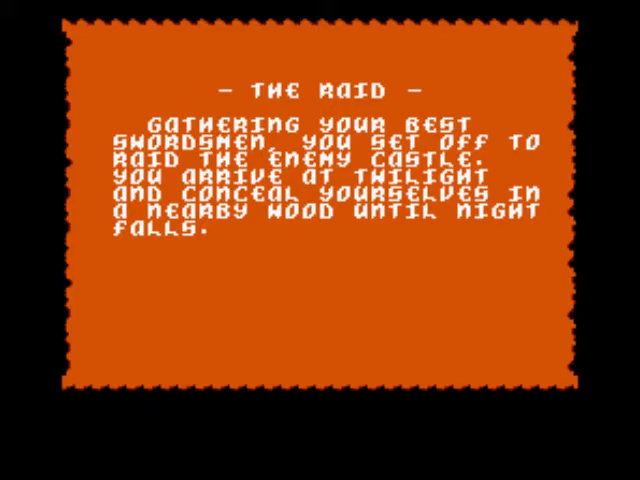 - THE RAID -
GATHERING YOUR BEST
SWORDSMEN, YOU SET OFF TO
RAID THE ENEMY CASTLE.
YOU ARRIVE AT TWILIGHT
AND CONCEAL YOURSELVES IN
A NEARBY WOOD UNTIL NIGHT
FALLS.